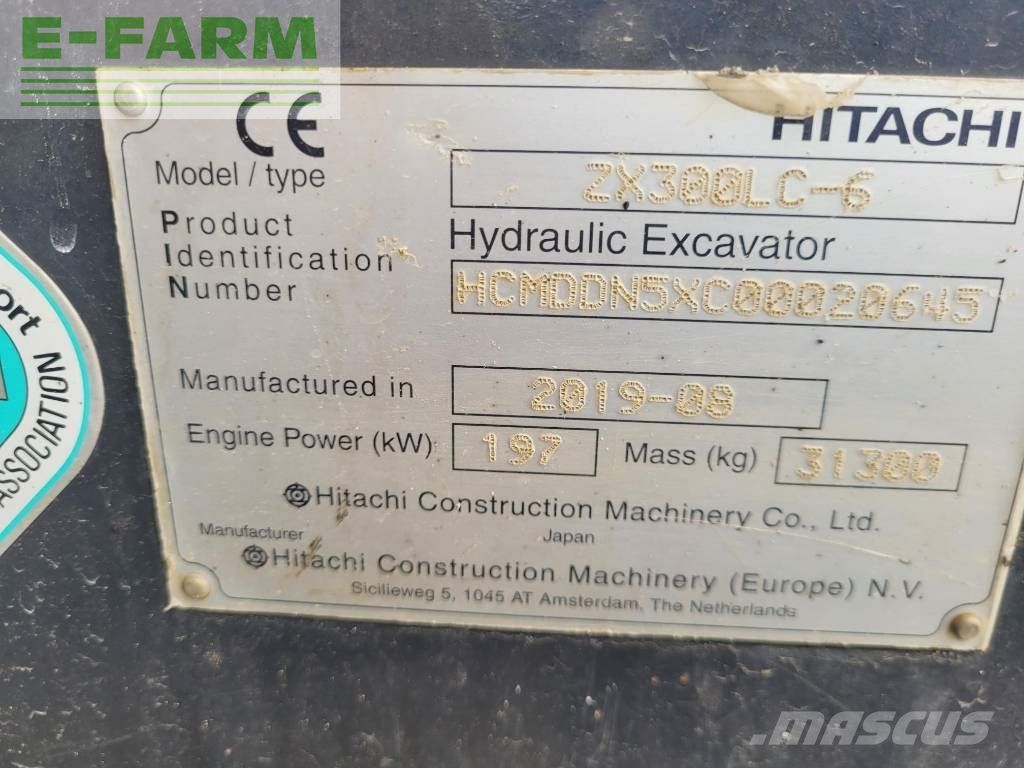 E-FARM
CE
HITACHI
Model / type ZX300LC-6
Product
Identification Hydraulic Excavator
Number HCMDDN5XC00020645
Manufactured in 2019-08
Engine Power (kW) 197 Mass (kg) 31300
Hitachi Construction Machinery Co., Ltd.
Manufacturer Japan
Hitachi Construction Machinery (Europe) N.V.
Sicilieweg 5, 1045 AT Amsterdam, The Netherlands
ASSOCIATION
mascus